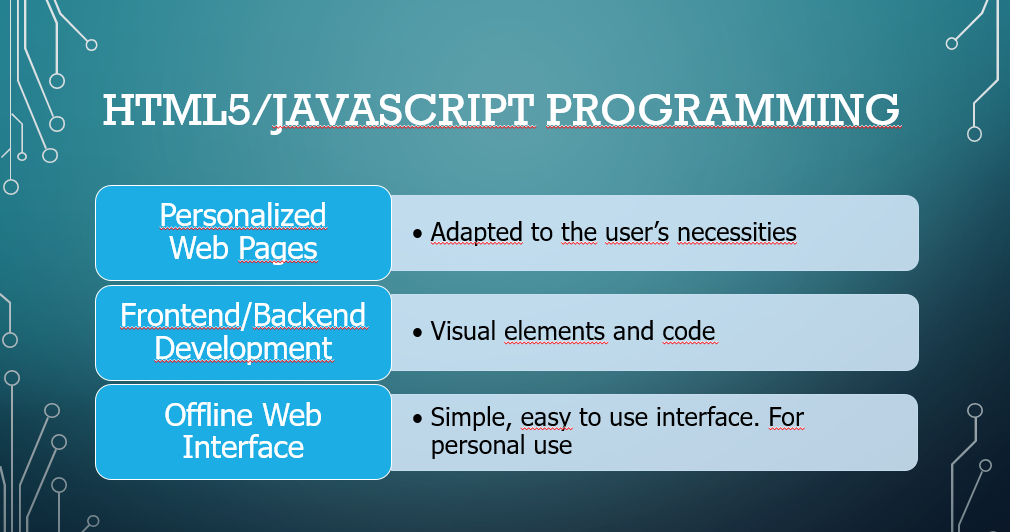 HTML5/JAVASCRIPT PROGRAMMING
Personalized
Web Pages
• Adapted to the user’s necessities
Frontend/Backend
Development
• Visual elements and code
Offline Web
Interface
• Simple, easy to use interface. For
personal use